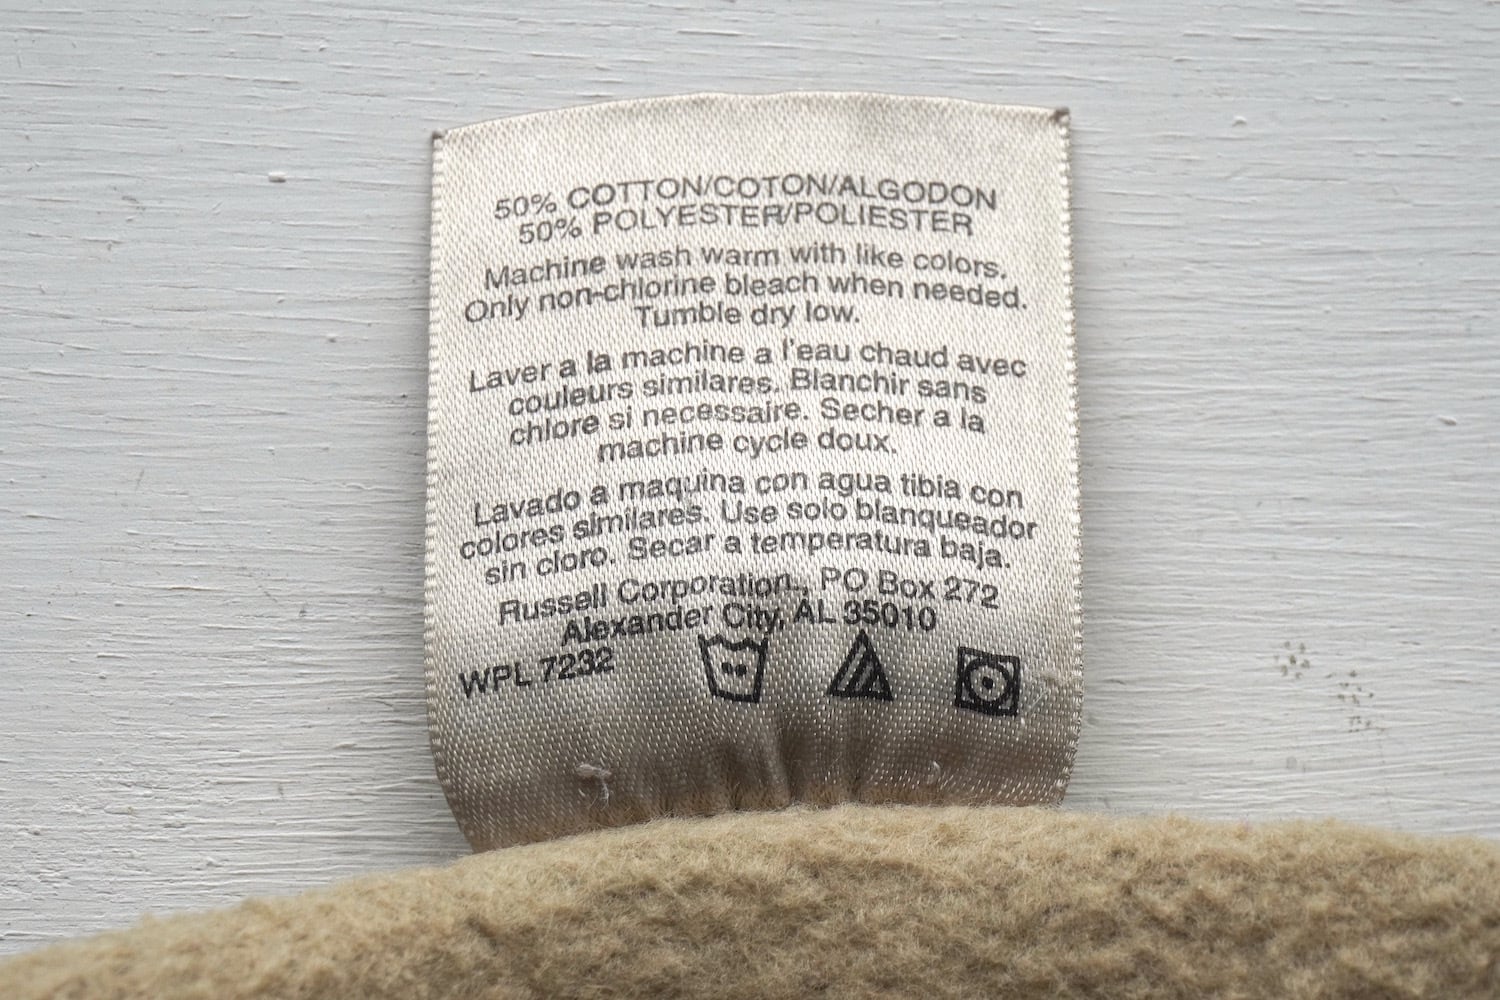 50% COTTON/COTON/ALGODON
50% POLYESTER/POLIESTER
Machine wash warm with like colors.
Only non-chlorine bleach when needed.
Tumble dry low.
Laver a la machine a l'eau chaud avec
couleurs similares. Blanchir sans
chlore si necessaire. Secher a la
machine cycle doux.
Lavado a maquina con agua tibia con
colores similares. Use solo blanqueador
sin cloro. Secar a temperatura baja.
Russell Corporation., PO Box 272
Alexander City, AL 35010
WPL 7232